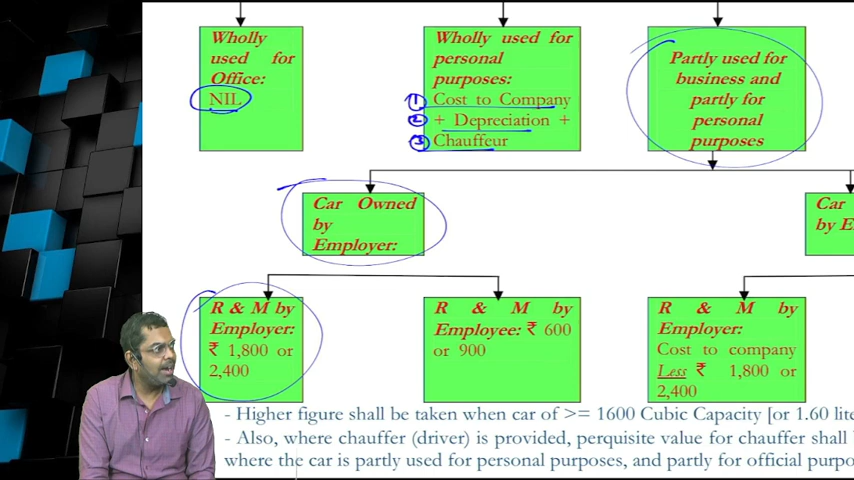 Wholly
used for
Office:
NIL
Wholly used for
personal
purposes:
① Cost to Company
② + Depreciation +
③ Chauffeur
Partly used for
business and
partly for
personal
purposes
Car Owned
by
Employer:
Car
by E
R & M by
Employer:
₹ 1,800 or
2,400
R & M by
Employee: ₹ 600
or 900
R & M by
Employer:
Cost to company
Less ₹ 1,800 or
2,400
- Higher figure shall be taken when car of >= 1600 Cubic Capacity [or 1.60 lite
- Also, where chauffer (driver) is provided, perquisite value for chauffer shall
where the car is partly used for personal purposes, and partly for official purpo